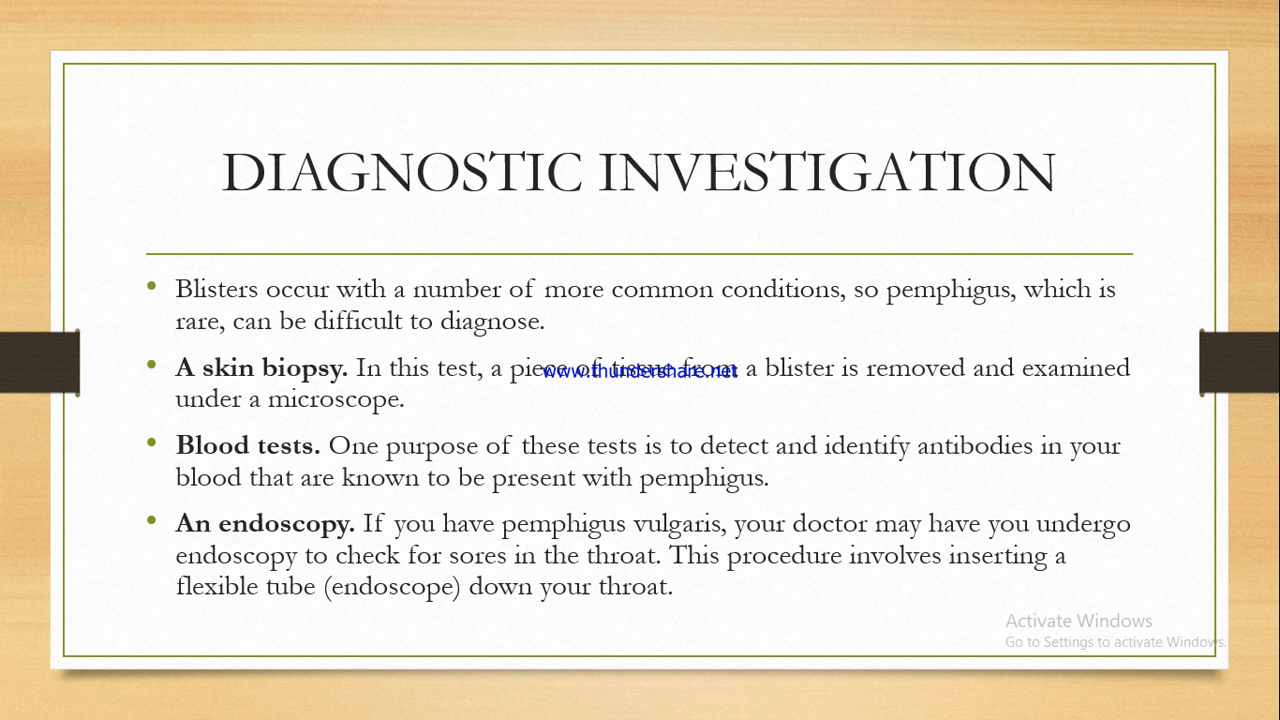 DIAGNOSTIC INVESTIGATION
• Blisters occur with a number of more common conditions, so pemphigus, which is
rare, can be difficult to diagnose.
• A skin biopsy. In this test, a piece of tissue from a blister is removed and examined
www.thundershare.net
under a microscope.
• Blood tests. One purpose of these tests is to detect and identify antibodies in your
blood that are known to be present with pemphigus.
• An endoscopy. If you have pemphigus vulgaris, your doctor may have you undergo
endoscopy to check for sores in the throat. This procedure involves inserting a
flexible tube (endoscope) down your throat.
Activate Windows
Go to Settings to activate Windows.